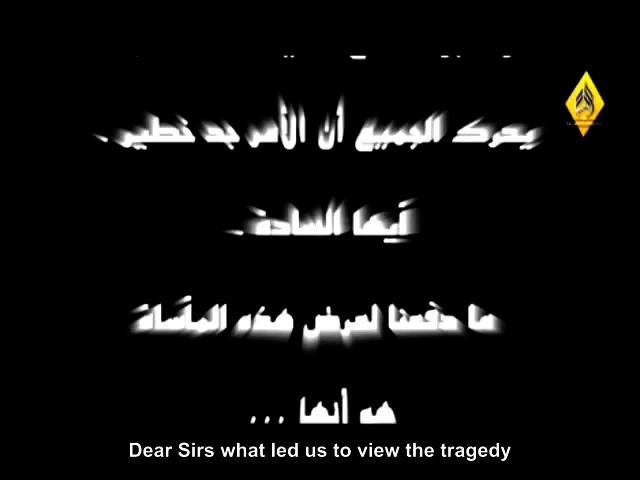 يدرك الجميع أن الأمر جد خطير .
أيها السادة .
ما دفعنا لعرض هذه المأساة
هو أنها ...
Dear Sirs what led us to view the tragedy